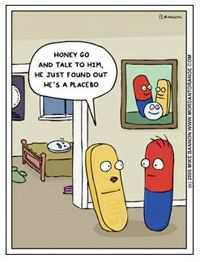 HONEY GO
AND TALK TO HIM,
HE JUST FOUND OUT
HE'S A PLACEBO